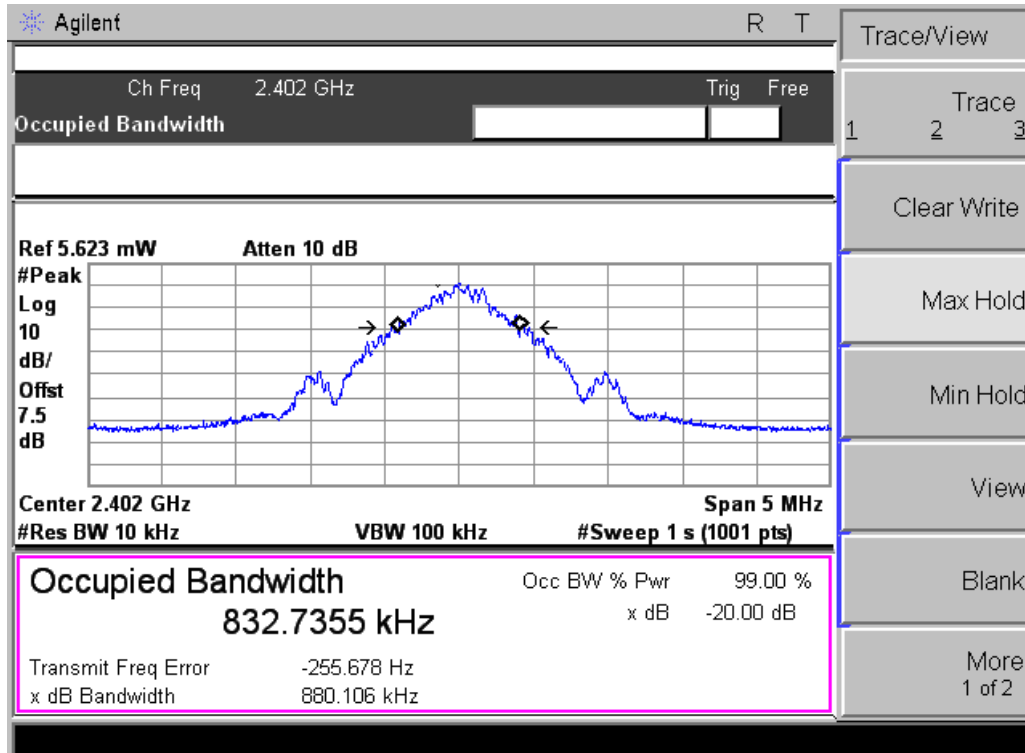 Agilent R T
Ch Freq 2.402 GHz Trig Free
Occupied Bandwidth
Ref 5.623 mW Atten 10 dB
#Peak
Log
10
dB/
Offst
7.5
dB
Center 2.402 GHz Span 5 MHz
#Res BW 10 kHz VBW 100 kHz #Sweep 1 s (1001 pts)
Occupied Bandwidth
832.7355 kHz
Occ BW % Pwr 99.00 %
x dB -20.00 dB
Transmit Freq Error -255.678 Hz
x dB Bandwidth 880.106 kHz
Trace/View
Trace
1 2 3
Clear Write
Max Hold
Min Hold
View
Blank
More
1 of 2